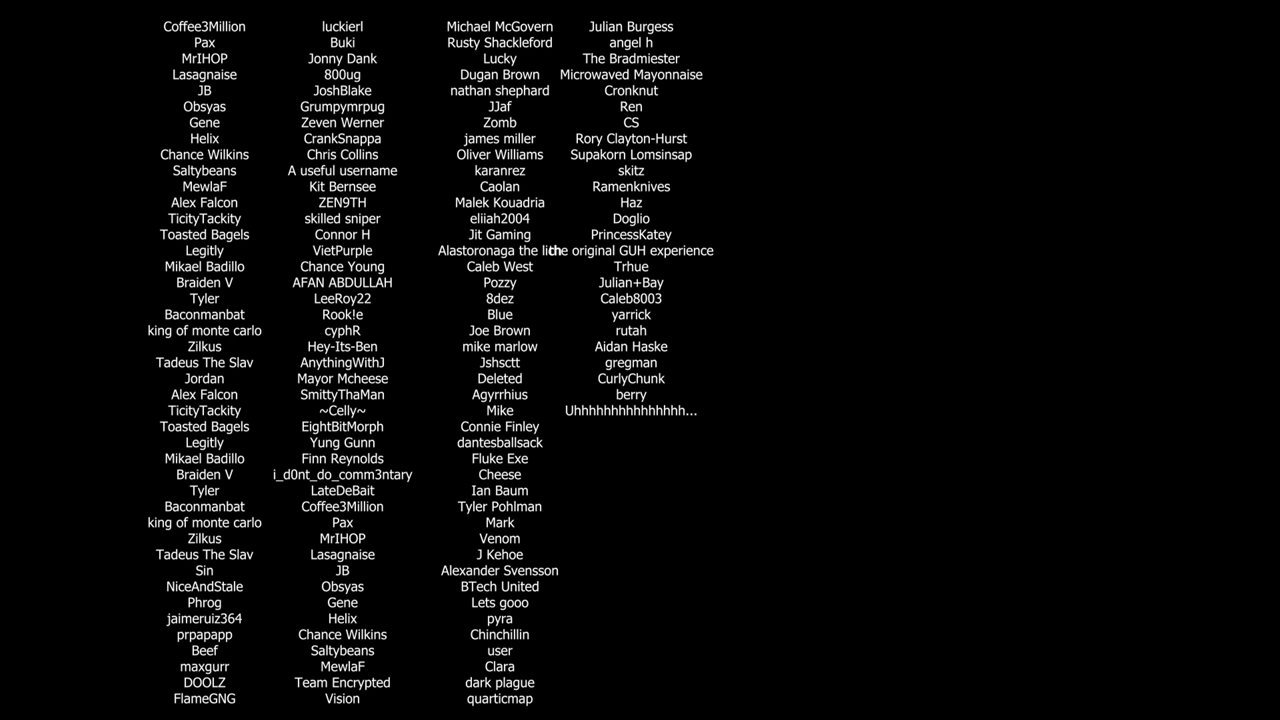 Coffee3Million
Pax
MrIHOP
Lasagnaise
JB
Obsyas
Gene
Helix
Chance Wilkins
Saltybeans
MewlaF
Alex Falcon
TicityTackity
Toasted Bagels
Legitly
Mikael Badillo
Braiden V
Tyler
Baconmanbat
king of monte carlo
Zilkus
Tadeus The Slav
Jordan
Alex Falcon
TicityTackity
Toasted Bagels
Legitly
Mikael Badillo
Braiden V
Tyler
Baconmanbat
king of monte carlo
Zilkus
Tadeus The Slav
Sin
NiceAndStale
Phrog
jaimeruiz364
prpapapp
Beef
maxgurr
DOOLZ
FlameGNG
luckierl
Buki
Jonny Dank
800ug
JoshBlake
Grumpymrpug
Zeven Werner
CrankSnappa
Chris Collins
A useful username
Kit Bernsee
ZEN9TH
skilled sniper
Connor H
VietPurple
Chance Young
AFAN ABDULLAH
LeeRoy22
Rook!e
cyphR
Hey-Its-Ben
AnythingWithJ
Mayor Mcheese
SmittyThaMan
~Celly~
EightBitMorph
Yung Gunn
Finn Reynolds
i_d0nt_do_comm3ntary
LateDeBait
Coffee3Million
Pax
MrIHOP
Lasagnaise
JB
Obsyas
Gene
Helix
Chance Wilkins
Saltybeans
MewlaF
Team Encrypted
Vision
Michael McGovern
Rusty Shackleford
Lucky
Dugan Brown
nathan shephard
JJaf
Zomb
james miller
Oliver Williams
karanrez
Caolan
Malek Kouadria
eliiah2004
Jit Gaming
Alastoronaga the lich
Caleb West
Pozzy
8dez
Blue
Joe Brown
mike marlow
Jshsctt
Deleted
Agyrrhius
Mike
Connie Finley
dantesballsack
Fluke Exe
Cheese
Ian Baum
Tyler Pohlman
Mark
Venom
J Kehoe
Alexander Svensson
BTech United
Lets gooo
pyra
Chinchillin
user
Clara
dark plague
quarticmap
Julian Burgess
angel h
The Bradmiester
Microwaved Mayonnaise
Cronknut
Ren
CS
Rory Clayton-Hurst
Supakorn Lomsinsap
skitz
Ramenknives
Haz
Doglio
PrincessKatey
the original GUH experience
Trhue
Julian+Bay
Caleb8003
yarrick
rutah
Aidan Haske
gregman
CurlyChunk
berry
Uhhhhhhhhhhhhhhh...